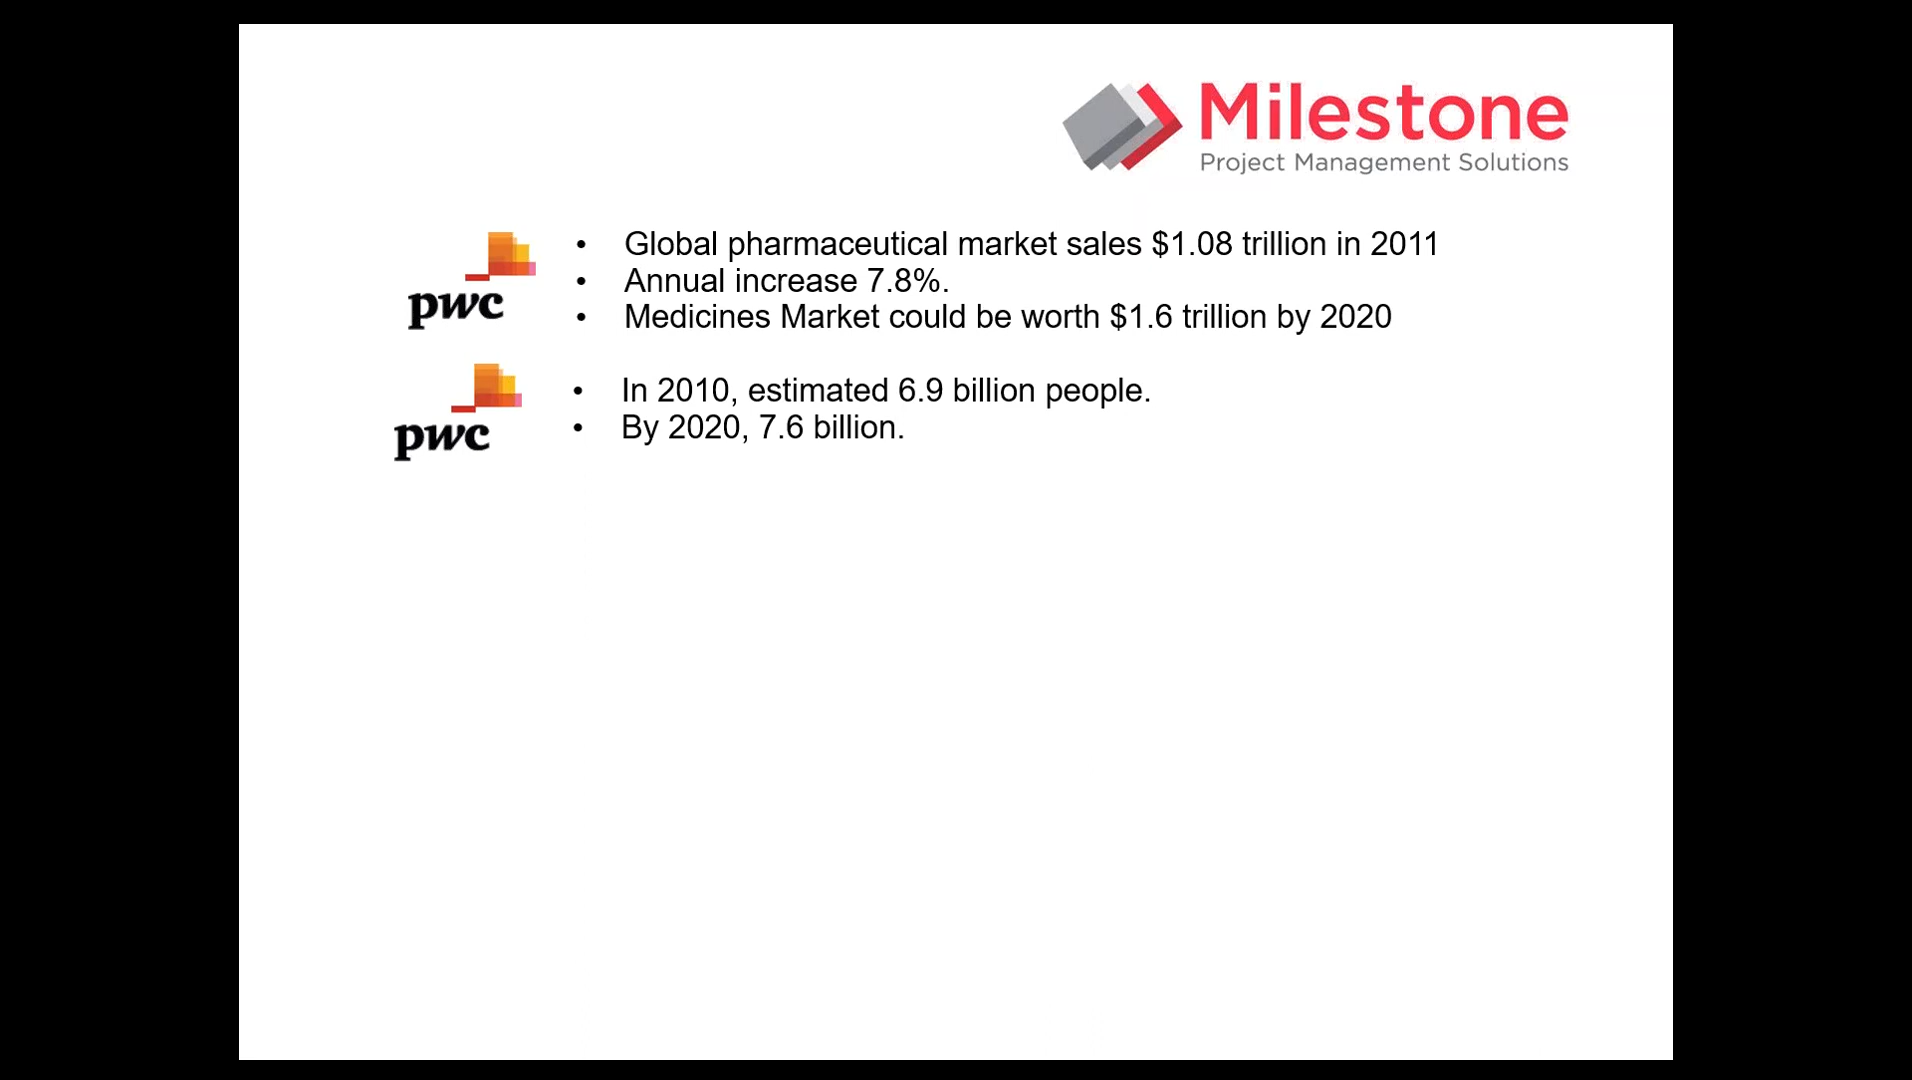 Milestone
Project Management Solutions
pwc
• Global pharmaceutical market sales $1.08 trillion in 2011
• Annual increase 7.8%.
• Medicines Market could be worth $1.6 trillion by 2020
pwc
• In 2010, estimated 6.9 billion people.
• By 2020, 7.6 billion.